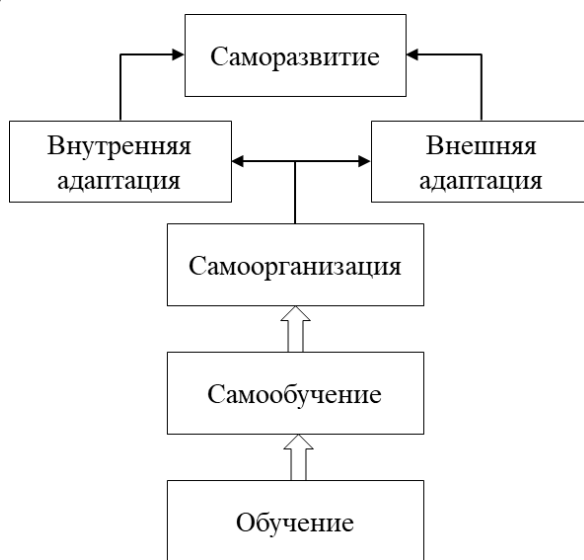 Саморазвитие
Внутренняя
адаптация
Внешняя
адаптация
Самоорганизация
Самообучение
Обучение